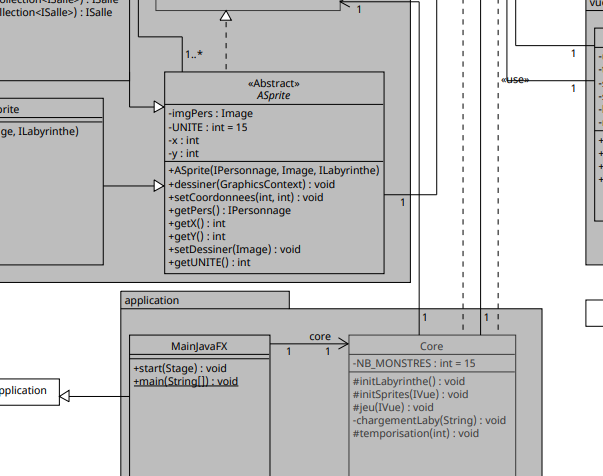 ollection<ISalle>) : ISalle
llection<ISalle>) : ISalle
1
1..*
«Abstract»
ASprite
-imgPers : Image
-UNITE : int = 15
-x : int
-y : int
+ASprite(IPersonnage, Image, ILabyrinthe)
+dessiner(GraphicsContext) : void
+setCoordonnees(int, int) : void
+getPers() : IPersonnage
+getX() : int
+getY() : int
+setDessiner(Image) : void
+getUNITE() : int
1
prite
ge, ILabyrinthe)
vue
1
«use»
1
application
1
1
MainJavaFX
+start(Stage) : void
+main(String[]) : void
core
1
1
Core
-NB_MONSTRES : int = 15
#initLabyrinthe() : void
#initSprites(IVue) : void
#jeu(IVue) : void
-chargementLaby(String) : void
#temporisation(int) : void
pplication